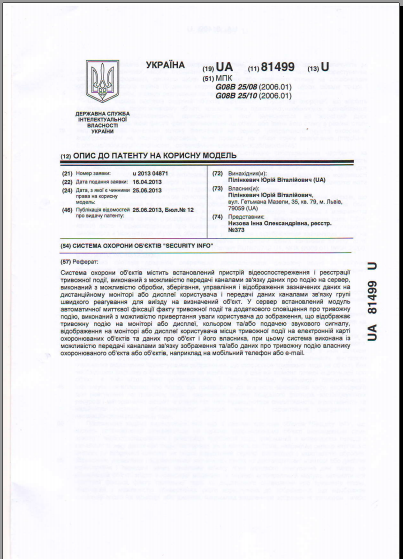 УКРАЇНА
(19) UA (11) 81499 (13) U
(51) МПК
G08B 25/08 (2006.01)
G08B 25/10 (2006.01)
ДЕРЖАВНА СЛУЖБА
ІНТЕЛЕКТУАЛЬНОЇ
ВЛАСНОСТІ
УКРАЇНИ
(12) ОПИС ДО ПАТЕНТУ НА КОРИСНУ МОДЕЛЬ
(21) Номер заявки: u 2013 04871
(22) Дата подання заявки: 16.04.2013
(24) Дата, з якої є чинними 25.06.2013
права на корисну
модель:
(46) Публікація відомостей 25.06.2013, Бюл.№ 12
про видачу патенту:
(72) Винахідник(и):
Пілінкевич Юрій Віталійович (UA)
(73) Власник(и):
Пілінкевич Юрій Віталійович,
вул. Гетьмана Мазепи, 35, кв. 79, м. Львів,
79059 (UA)
(74) Представник:
Низова Інна Олександрівна, реєстр.
№373
(54) СИСТЕМА ОХОРОНИ ОБ'ЄКТІВ "SECURITY INFO"
(57) Реферат:
Система охорони об'єктів містить встановлений пристрій відеоспостереження і реєстрації
тривожної події, виконаний з можливістю передачі каналами зв'язку даних про подію на сервер,
виконаний з можливістю обробки, зберігання, управління і відображення зазначених даних на
дистанційному моніторі або дисплеї користувача і передачі даних каналами зв'язку групі
швидкого реагування для виїзду на визначений об'єкт. У сервер встановлений модуль
автоматичної миттєвої фіксації факту тривожної події та додаткового сповіщення про тривожну
подію, виконаний з можливістю привертання уваги користувача до зображення, що відображає
тривожну подію на моніторі або дисплеї, кольором та/або подачею звукового сигналу,
відображення на моніторі або дисплеї користувача місця тривожної події на електронній карті
охоронюваних об'єктів та даних про об'єкт і його власника, при цьому система виконана із
можливістю передачі каналами зв'язку зображення та/або даних про тривожну подію власнику
охоронюваного об'єкта або об'єктів, наприклад на мобільний телефон або e-mail.
UA 81499 U